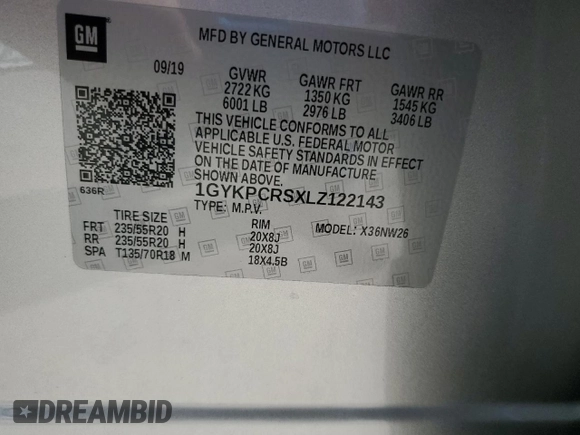 GM
MFD BY GENERAL MOTORS LLC
09/19 GVWR GAWR FRT GAWR RR
2722 KG 1350 KG 1545 KG
6001 LB 2976 LB 3406 LB
THIS VEHICLE CONFORMS TO ALL
APPLICABLE U.S. FEDERAL MOTOR
VEHICLE SAFETY STANDARDS IN EFFECT
ON THE DATE OF MANUFACTURE
SHOWN ABOVE.
636R
1GYKPCRSXLZ122143
TYPE: M.P.V.
TIRE SIZE RIM MODEL: X36NW26
FRT 235/55R20 H 20X8J
RR 235/55R20 H 20X8J
SPA T135/70R18 M 18X4.5B
DREAMBID